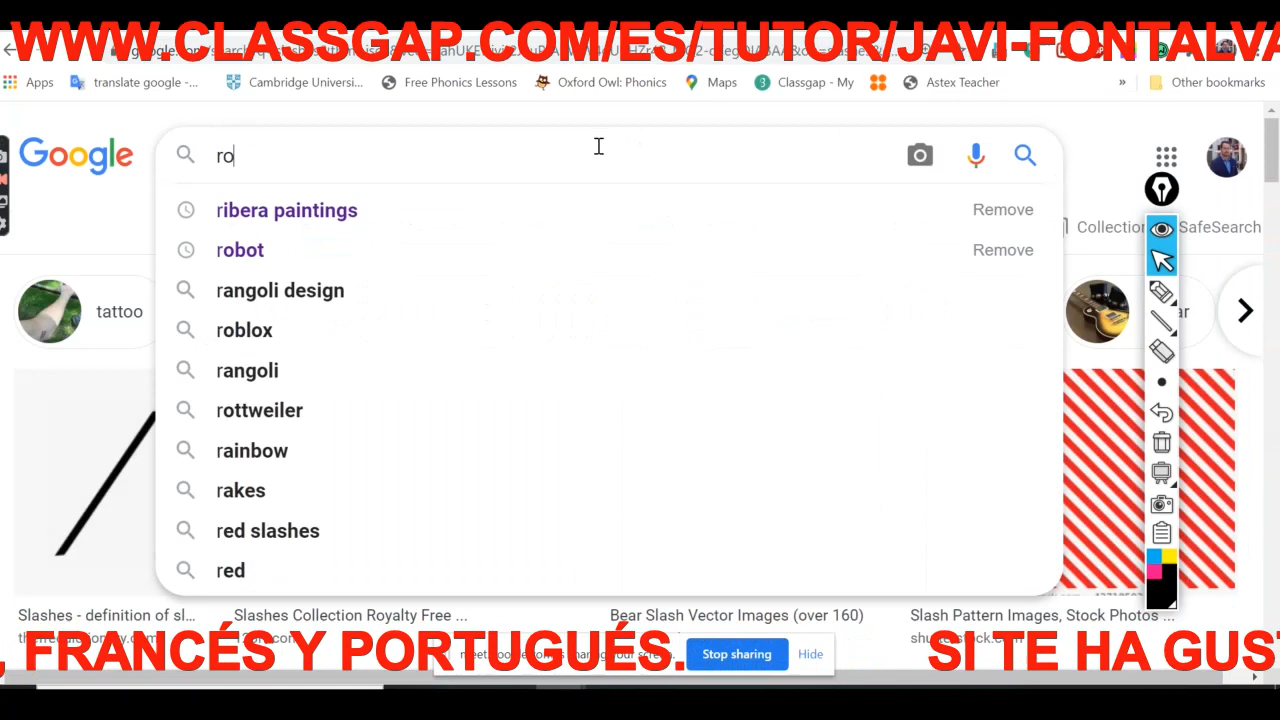 WWW.CLASSGAP.COM/ES/TUTOR/JAVI-FONTALVA
Apps
translate google -...
Cambridge Universi...
Free Phonics Lessons
Oxford Owl: Phonics
Maps
Classgap - My
Astex Teacher
»
Other bookmarks
Google
ro
ribera paintings
Remove
robot
Remove
Collection
SafeSearch
rangoli design
tattoo
roblox
rangoli
rottweiler
rainbow
rakes
red slashes
red
Slashes - definition of sl...
Slashes Collection Royalty Free ...
Bear Slash Vector Images (over 160)
Slash Pattern Images, Stock Photos ...
, FRANCÉS Y PORTUGUÉS.
Stop sharing
Hide
SI TE HA GUST